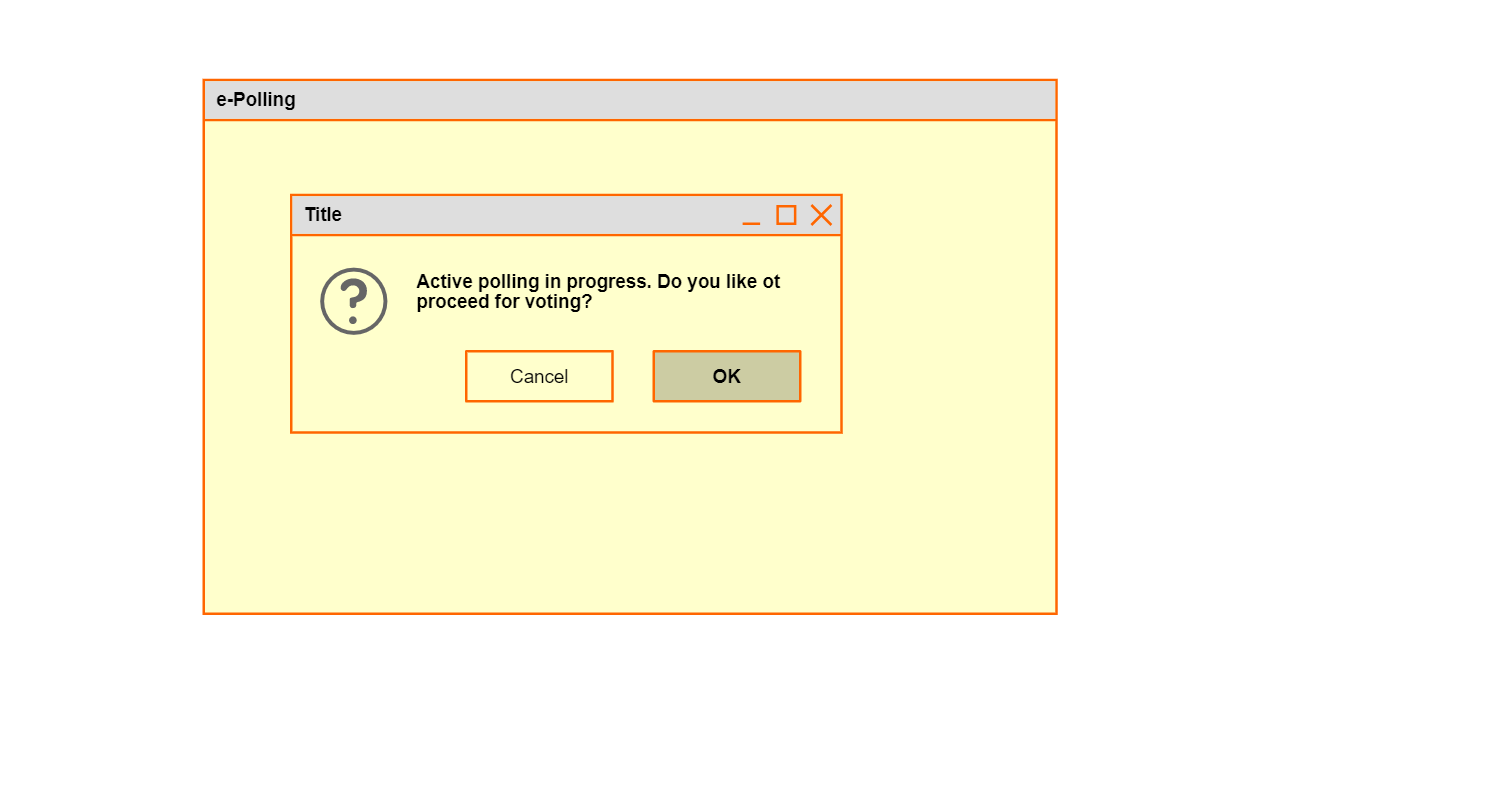 e-Polling
Title
Active polling in progress. Do you like ot
proceed for voting?
Cancel
OK